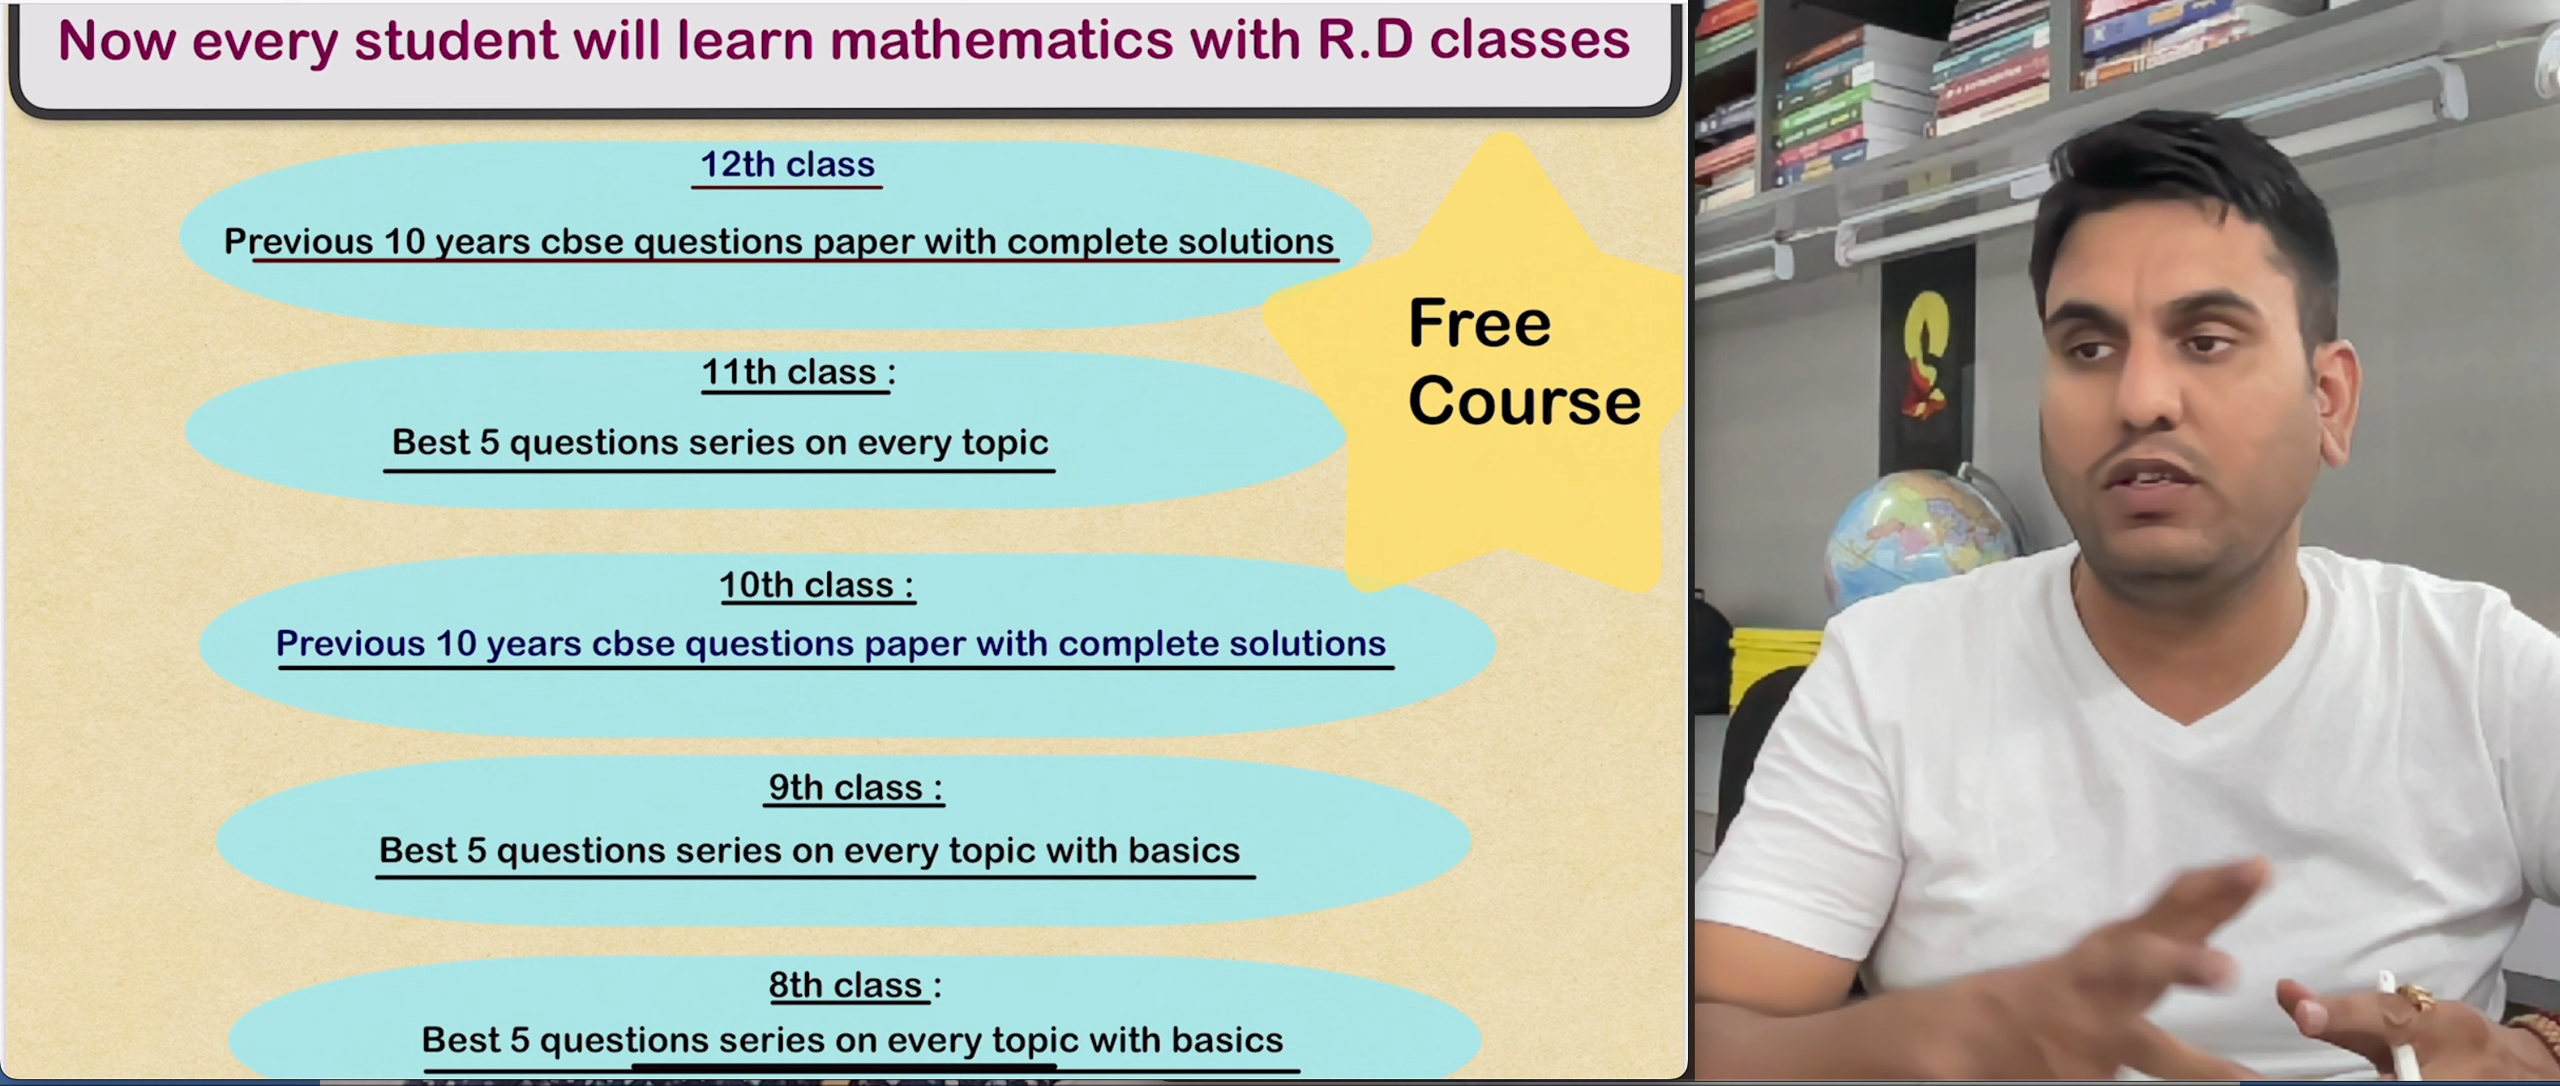 Now every student will learn mathematics with R.D classes
12th class
Previous 10 years cbse questions paper with complete solutions
11th class :
Best 5 questions series on every topic
Free
Course
10th class :
Previous 10 years cbse questions paper with complete solutions
9th class :
Best 5 questions series on every topic with basics
8th class :
Best 5 questions series on every topic with basics